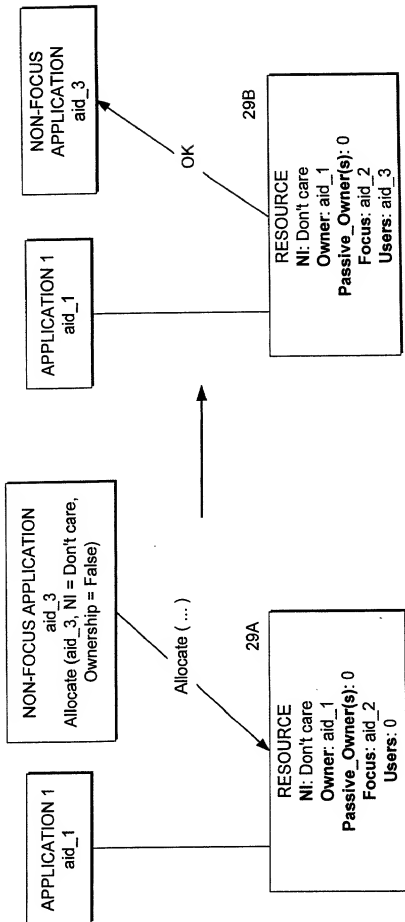 APPLICATION 1
aid_1
NON-FOCUS APPLICATION
aid_3
Allocate (aid_3, NI = Don't care,
Ownership = False)
Allocate ( ... )
29A
RESOURCE
NI: Don't care
Owner: aid_1
Passive_Owner(s): 0
Focus: aid_2
Users: 0
APPLICATION 1
aid_1
NON-FOCUS
APPLICATION
aid_3
OK
29B
RESOURCE
NI: Don't care
Owner: aid_1
Passive_Owner(s): 0
Focus: aid_2
Users: aid_3